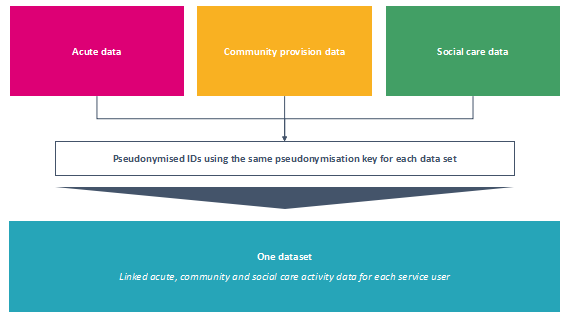 Acute data
Community provision data
Social care data
Pseudonymised IDs using the same pseudonymisation key for each data set
One dataset
Linked acute, community and social care activity data for each service user